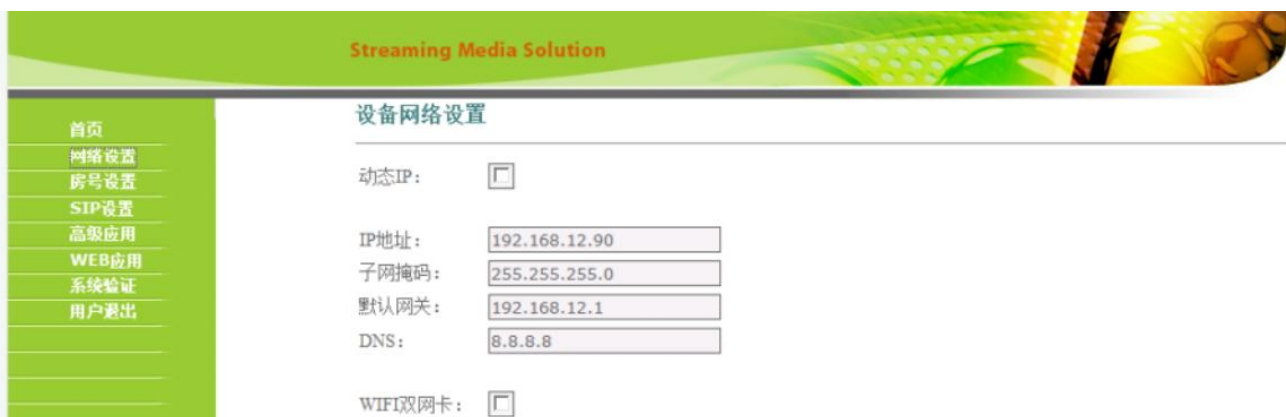 Streaming Media Solution
首页
网络设置
房号设置
SIP设置
高级应用
WEB应用
系统验证
用户退出
设备网络设置
动态IP：
IP地址： 192.168.12.90
子网掩码： 255.255.255.0
默认网关： 192.168.12.1
DNS： 8.8.8.8
WIFI双网卡：